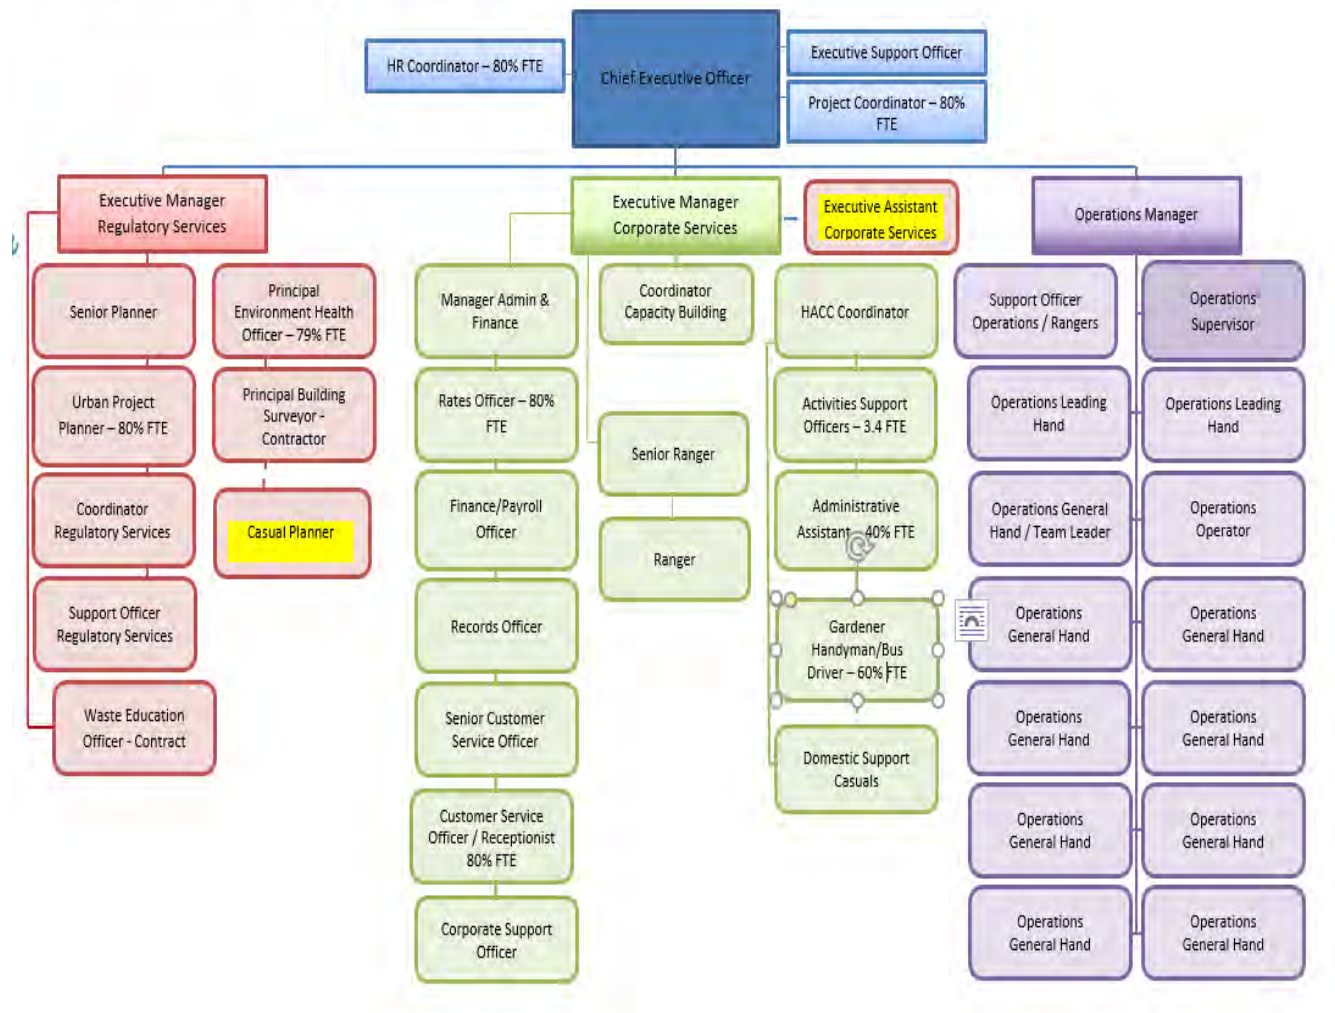 HR Coordinator – 80% FTE
Chief Executive Officer
Executive Support Officer
Project Coordinator – 80%
FTE
Executive Manager
Regulatory Services
Executive Manager
Corporate Services
Executive Assistant
Corporate Services
Operations Manager
Senior Planner
Urban Project
Planner – 80% FTE
Coordinator
Regulatory Services
Support Officer
Regulatory Services
Waste Education
Officer - Contract
Principal
Environment Health
Officer – 79% FTE
Principal Building
Surveyor -
Contractor
Casual Planner
Manager Admin &
Finance
Rates Officer – 80%
FTE
Finance/Payroll
Officer
Records Officer
Senior Customer
Service Officer
Customer Service
Officer / Receptionist
80% FTE
Corporate Support
Officer
Coordinator
Capacity Building
Senior Ranger
Ranger
HACC Coordinator
Activities Support
Officers – 3.4 FTE
Administrative
Assistant – 40% FTE
Gardener
Handyman/Bus
Driver – 60% FTE
Domestic Support
Casuals
Support Officer
Operations / Rangers
Operations Leading
Hand
Operations General
Hand / Team Leader
Operations
General Hand
Operations
General Hand
Operations
General Hand
Operations
General Hand
Operations
Supervisor
Operations Leading
Hand
Operations
Operator
Operations
General Hand
Operations
General Hand
Operations
General Hand
Operations
General Hand